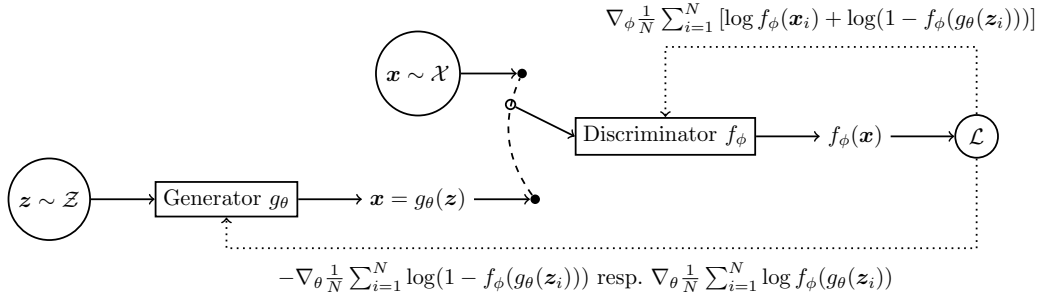 ∇_ϕ 1/N ∑_{i=1}^{N} [log f_ϕ(x_i) + log(1 − f_ϕ(g_θ(z_i)))]
x ∼ 𝒳
Discriminator f_ϕ
f_ϕ(x)
ℒ
z ∼ 𝒵
Generator g_θ
x = g_θ(z)
−∇_θ 1/N ∑_{i=1}^{N} log(1 − f_ϕ(g_θ(z_i))) resp. ∇_θ 1/N ∑_{i=1}^{N} log f_ϕ(g_θ(z_i))